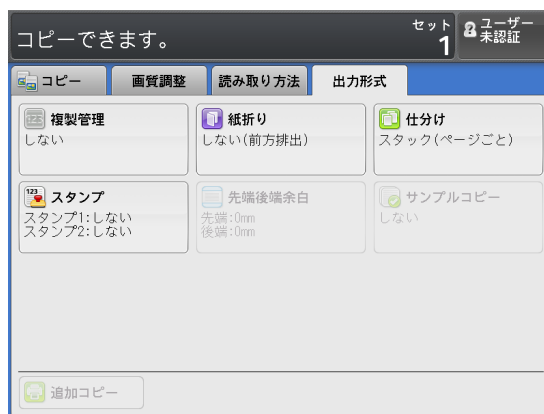 コピーできます。
セット
1
ユーザー
未認証
コピー
画質調整
読み取り方法
出力形式
123
複製管理
しない
紙折り
しない(前方排出)
仕分け
スタック(ページごと)
123
スタンプ
スタンプ1:しない
スタンプ2:しない
先端後端余白
先端:0mm
後端:0mm
サンプルコピー
しない
追加コピー